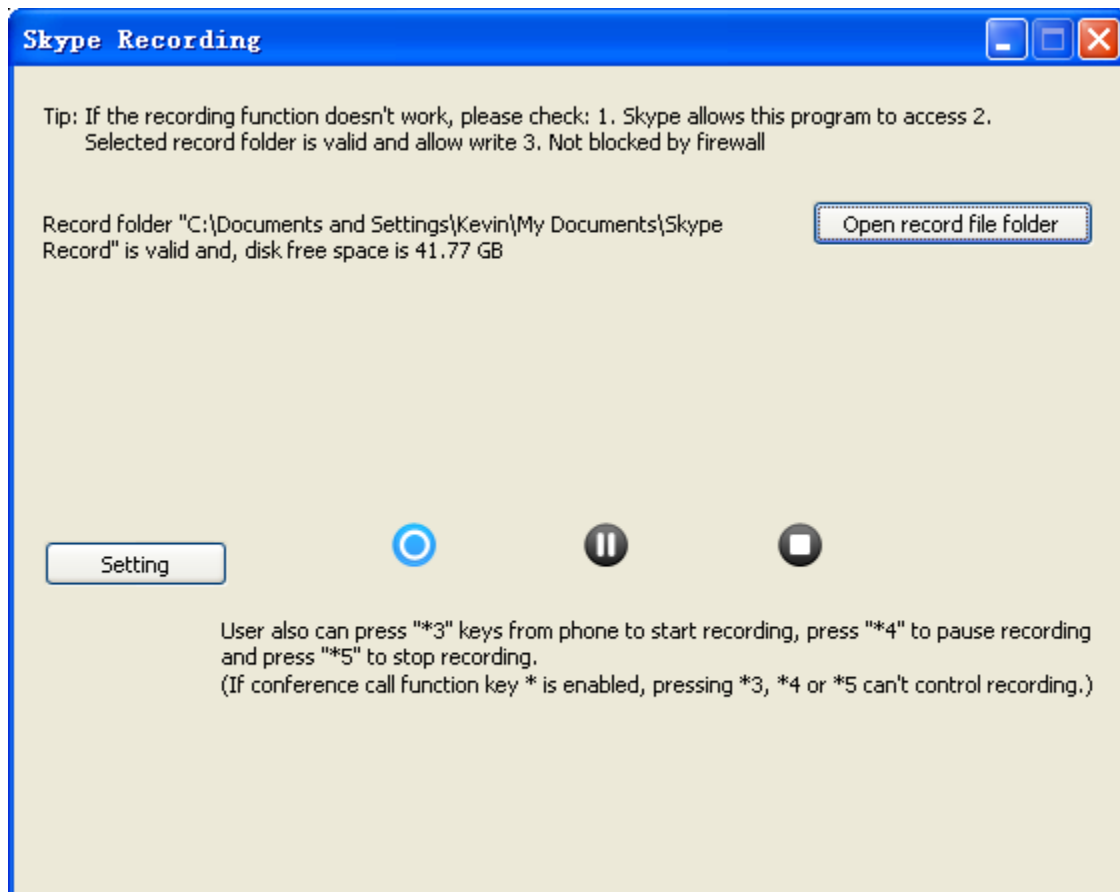 Skype Recording
Tip: If the recording function doesn't work, please check: 1. Skype allows this program to access 2.
Selected record folder is valid and allow write 3. Not blocked by firewall
Record folder "C:\Documents and Settings\Kevin\My Documents\Skype
Record" is valid and, disk free space is 41.77 GB
Open record file folder
Setting
User also can press "*3" keys from phone to start recording, press "*4" to pause recording
and press "*5" to stop recording.
(If conference call function key * is enabled, pressing *3, *4 or *5 can't control recording.)